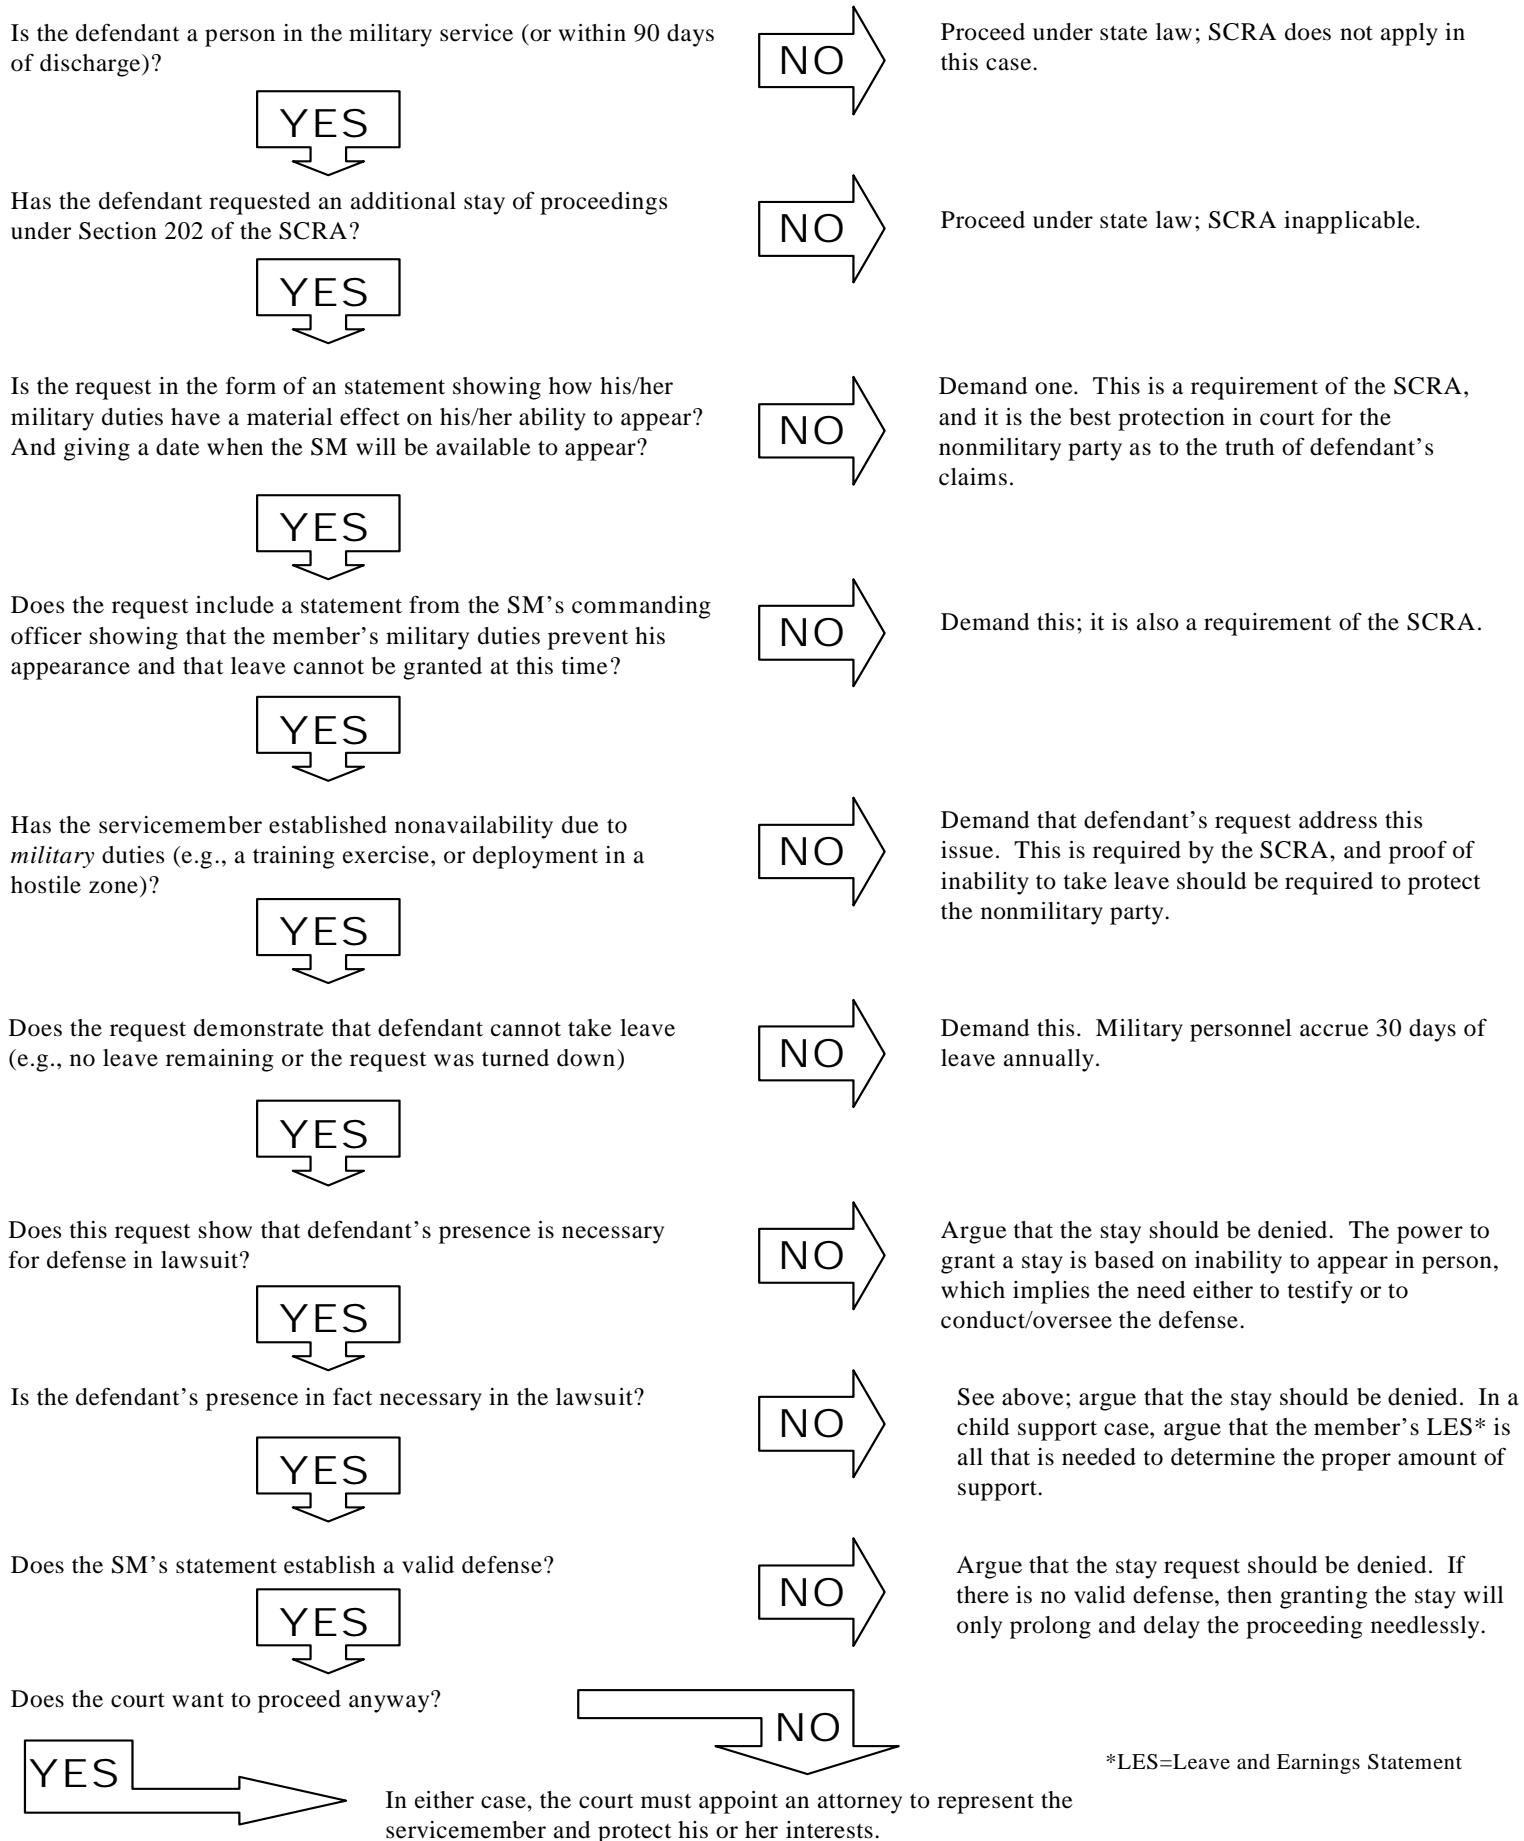 Is the defendant a person in the military service (or within 90 days
of discharge)?
NO
Proceed under state law; SCRA does not apply in
this case.
YES
Has the defendant requested an additional stay of proceedings
under Section 202 of the SCRA?
NO
Proceed under state law; SCRA inapplicable.
YES
Is the request in the form of an statement showing how his/her
military duties have a material effect on his/her ability to appear?
And giving a date when the SM will be available to appear?
NO
Demand one.  This is a requirement of the SCRA,
and it is the best protection in court for the
nonmilitary party as to the truth of defendant’s
claims.
YES
Does the request include a statement from the SM’s commanding
officer showing that the member’s military duties prevent his
appearance and that leave cannot be granted at this time?
NO
Demand this; it is also a requirement of the SCRA.
YES
Has the servicemember established nonavailability due to
military duties (e.g., a training exercise, or deployment in a
hostile zone)?
NO
Demand that defendant’s request address this
issue.  This is required by the SCRA, and proof of
inability to take leave should be required to protect
the nonmilitary party.
YES
Does the request demonstrate that defendant cannot take leave
(e.g., no leave remaining or the request was turned down)
NO
Demand this.  Military personnel accrue 30 days of
leave annually.
YES
Does this request show that defendant’s presence is necessary
for defense in lawsuit?
NO
Argue that the stay should be denied.  The power to
grant a stay is based on inability to appear in person,
which implies the need either to testify or to
conduct/oversee the defense.
YES
Is the defendant’s presence in fact necessary in the lawsuit?
NO
See above; argue that the stay should be denied.  In a
child support case, argue that the member’s LES* is
all that is needed to determine the proper amount of
support.
YES
Does the SM’s statement establish a valid defense?
NO
Argue that the stay request should be denied.  If
there is no valid defense, then granting the stay will
only prolong and delay the proceeding needlessly.
YES
Does the court want to proceed anyway?
NO
YES
*LES=Leave and Earnings Statement
In either case, the court must appoint an attorney to represent the
servicemember and protect his or her interests.